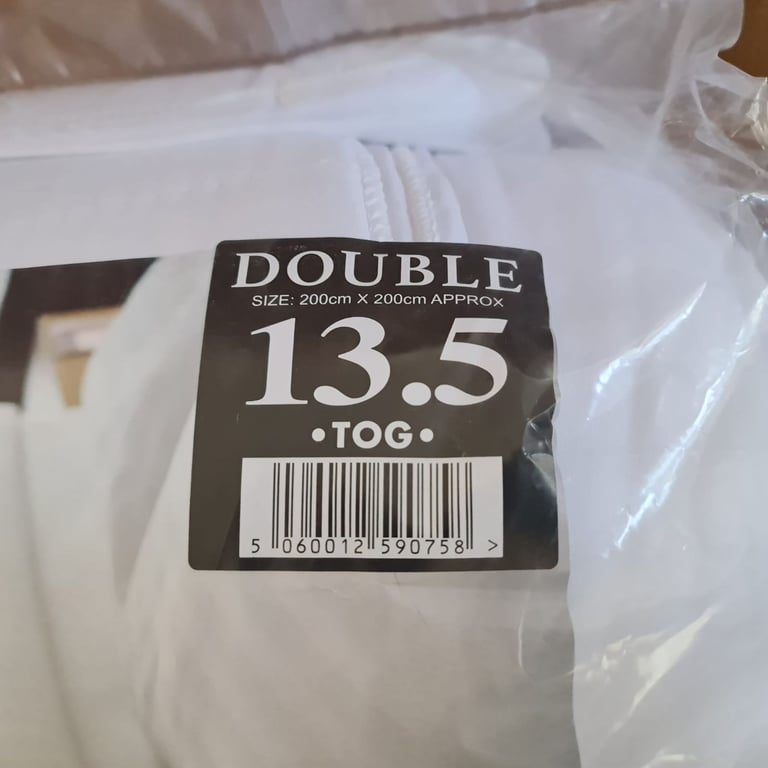 DOUBLE
SIZE: 200cm X 200cm APPROX
13.5
•TOG•
5 060012 590758 >